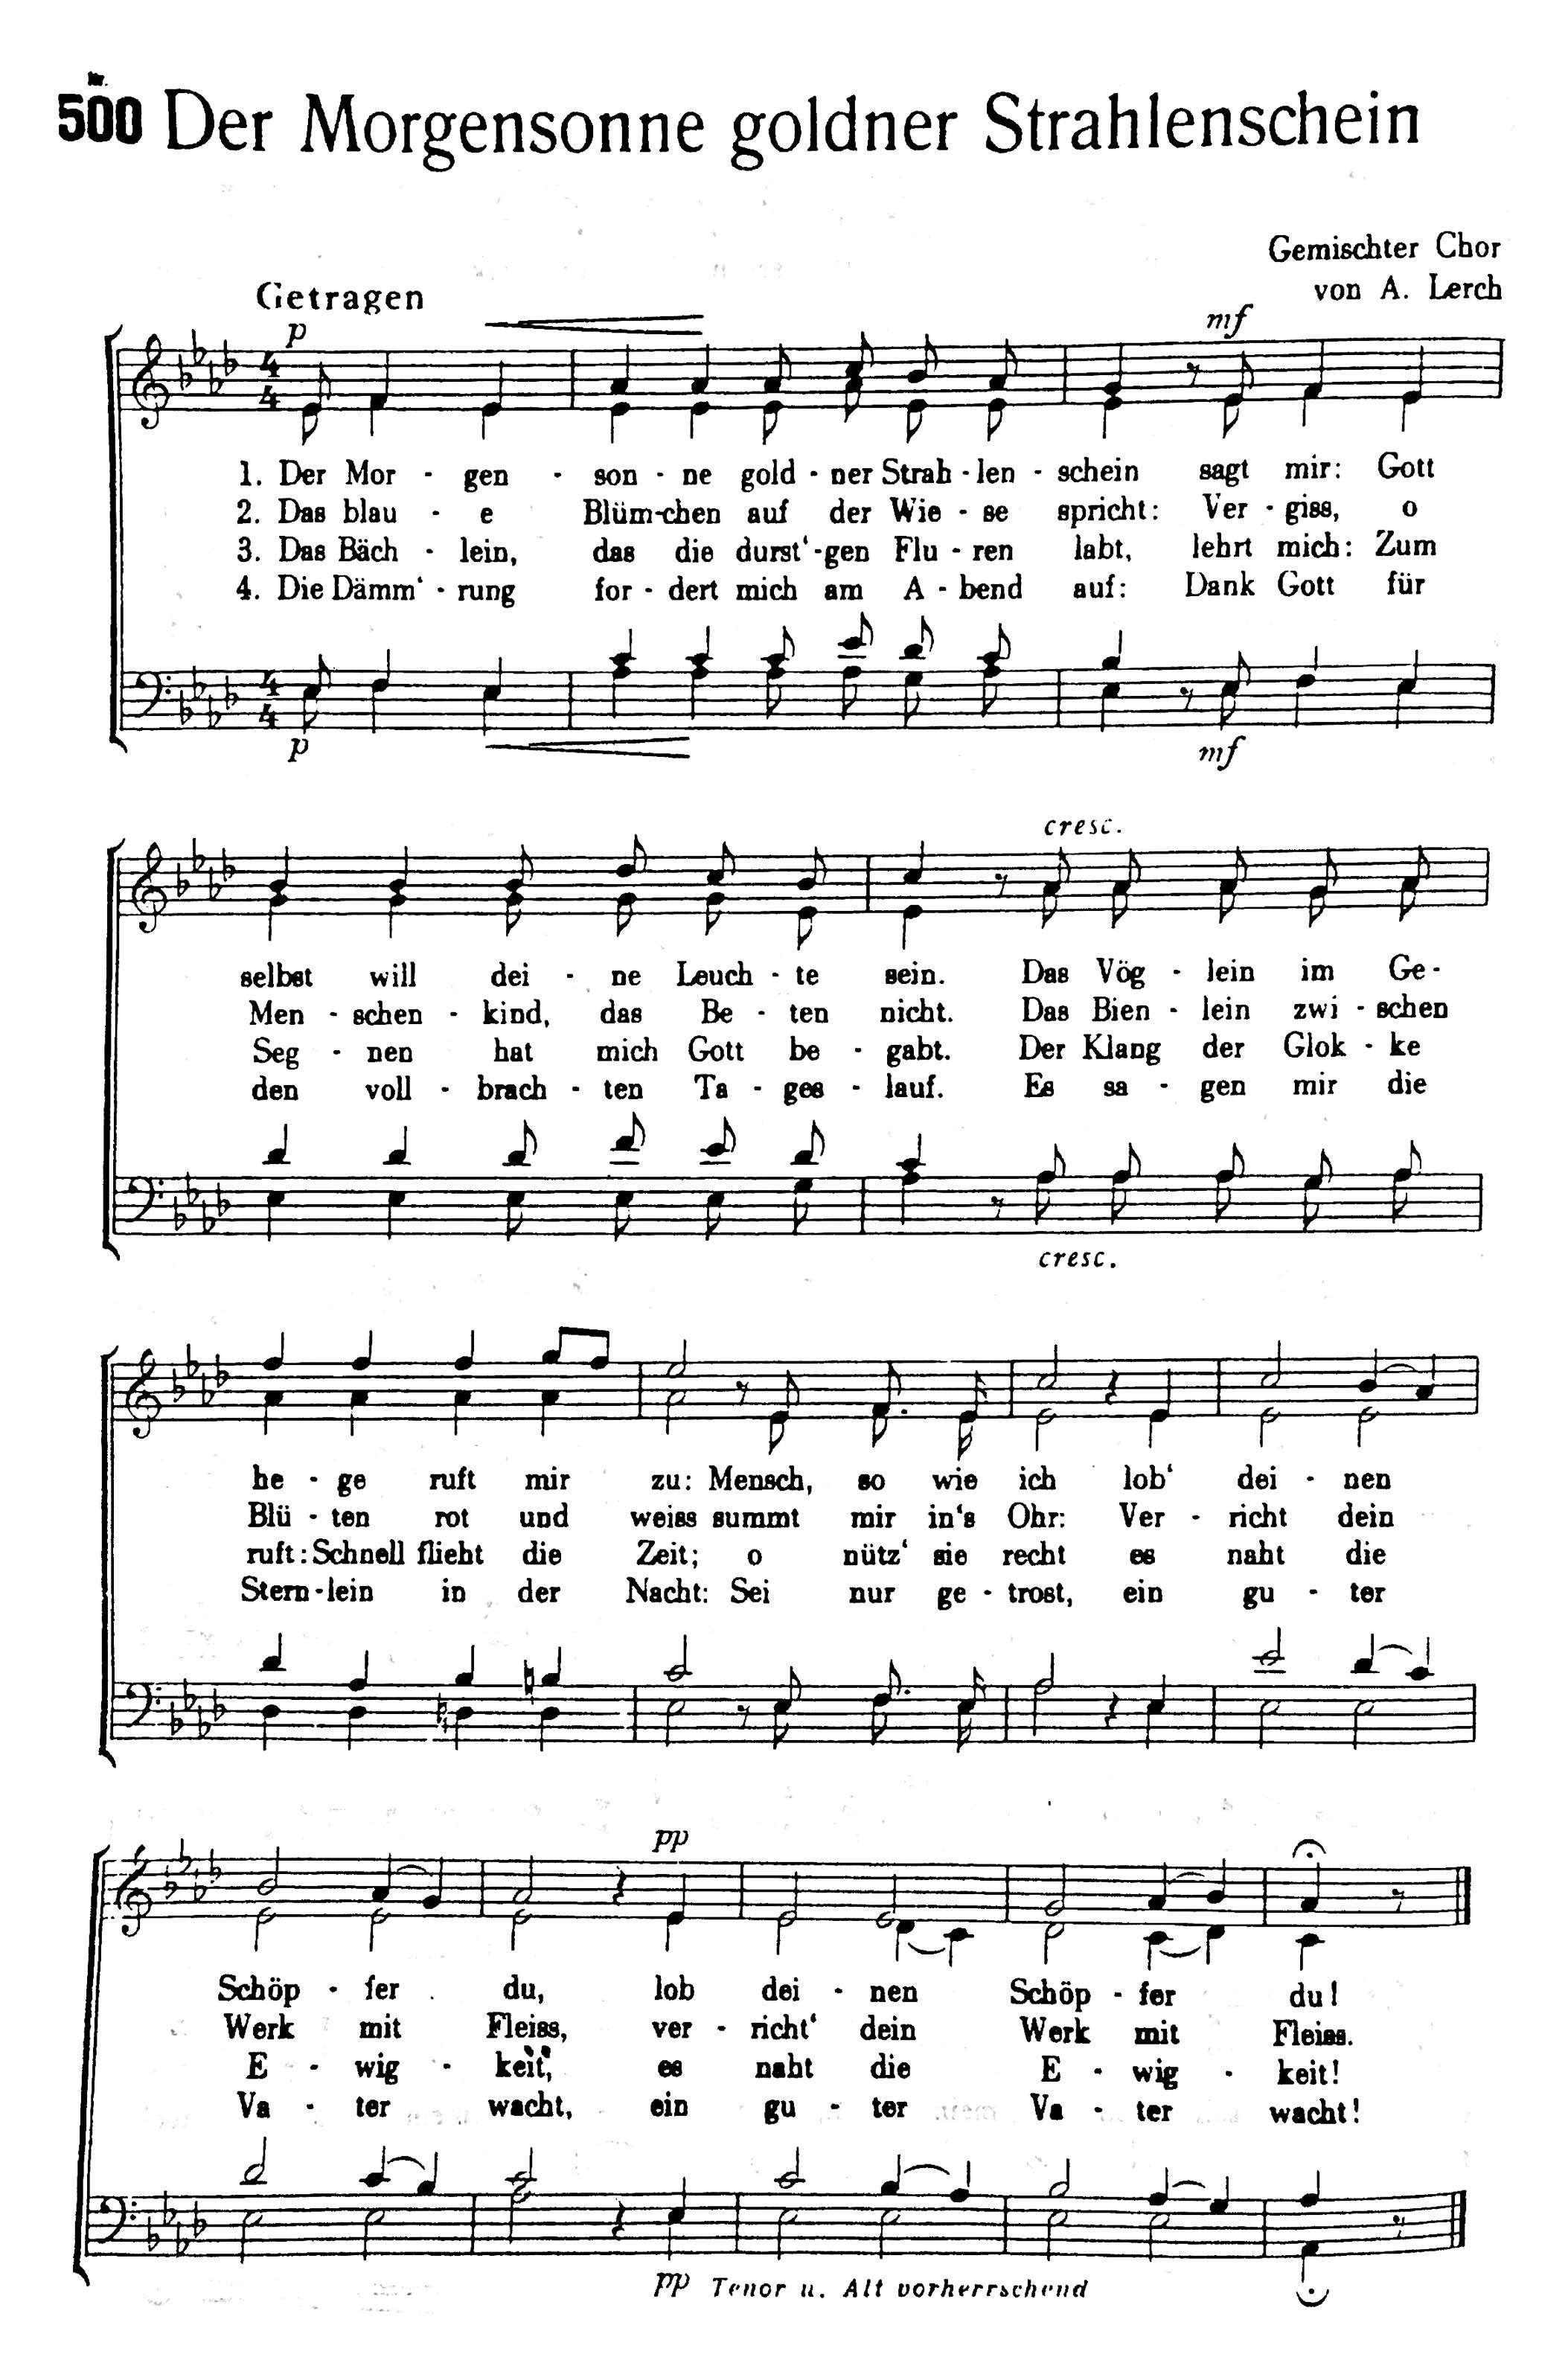 Nr.
500 Der Morgensonne goldner Strahlenschein
Gemischter Chor
von A. Lerch
Getragen
p
mf
1. Der Mor - gen - son - ne gold - ner Strah - len - schein sagt mir: Gott
2. Das blau - e Blüm-chen auf der Wie - se spricht: Ver - giss, o
3. Das Bäch - lein, das die durst‘-gen Flu - ren labt, lehrt mich: Zum
4. Die Dämm‘ - rung for - dert mich am A - bend auf: Dank Gott für
p
mf
cresc.
selbst will dei - ne Leuch - te sein. Das Vög - lein im Ge -
Men - schen - kind, das Be - ten nicht. Das Bien - lein zwi - schen
Seg - nen hat mich Gott be - gabt. Der Klang der Glok - ke
den voll - brach - ten Ta - ges - lauf. Es sa - gen mir die
cresc.
he - ge ruft mir zu: Mensch, so wie ich lob‘ dei - nen
Blü - ten rot und weiss summt mir in‘s Ohr: Ver - richt dein
ruft: Schnell flieht die Zeit; o nütz‘ sie recht es naht die
Stern-lein in der Nacht: Sei nur ge - trost, ein gu - ter
pp
Schöp - fer du, lob dei - nen Schöp - fer du!
Werk mit Fleiss, ver - richt‘ dein Werk mit Fleiss.
E - wig - keit, es naht die E - wig - keit!
Va - ter wacht, ein gu - ter Va - ter wacht!
pp Tenor u. Alt vorherrschend